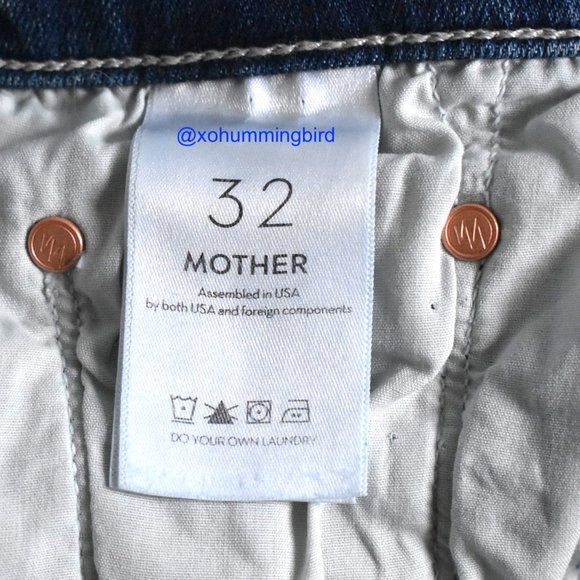 @xohummingbird
32
MOTHER
Assembled in USA
by both USA and foreign components
DO YOUR OWN LAUNDRY